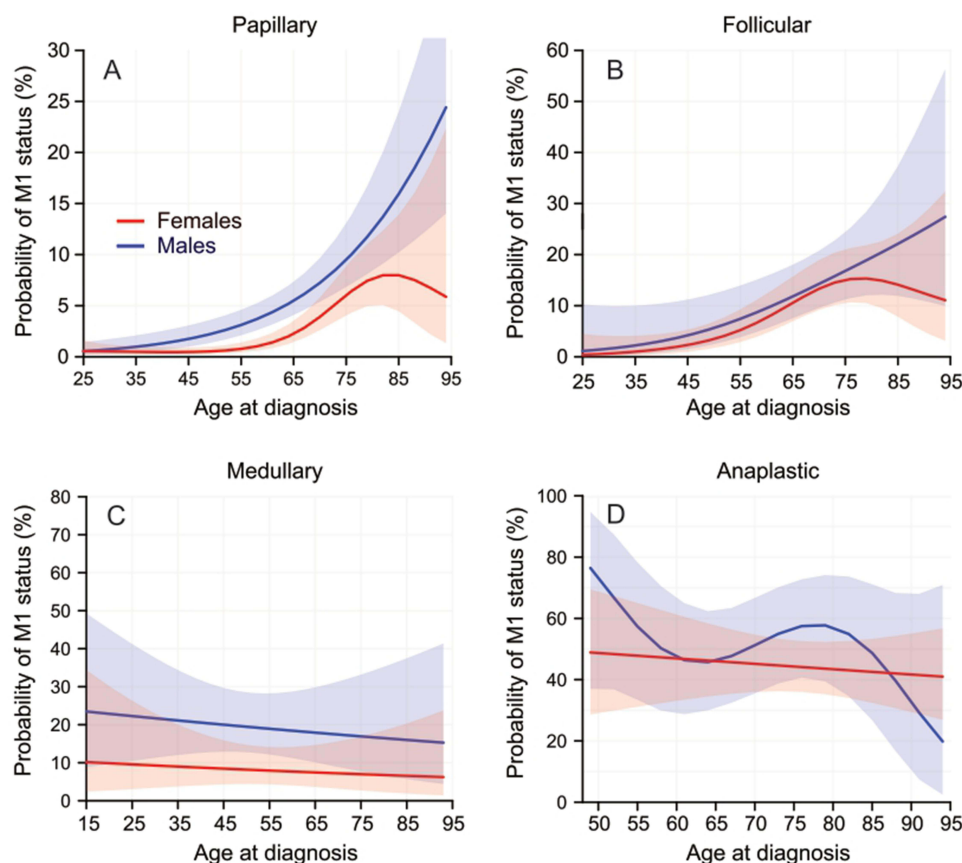 Papillary
A
Probability of M1 status (%)
30
25
20
15
10
5
0
Females
Males
25 35 45 55 65 75 85 95
Age at diagnosis
Follicular
B
Probability of M1 status (%)
60
50
40
30
20
10
0
25 35 45 55 65 75 85 95
Age at diagnosis
Medullary
C
Probability of M1 status (%)
80
70
60
50
40
30
20
10
0
15 25 35 45 55 65 75 85 95
Age at diagnosis
Anaplastic
D
Probability of M1 status (%)
100
80
60
40
20
0
50 55 60 65 70 75 80 85 90 95
Age at diagnosis